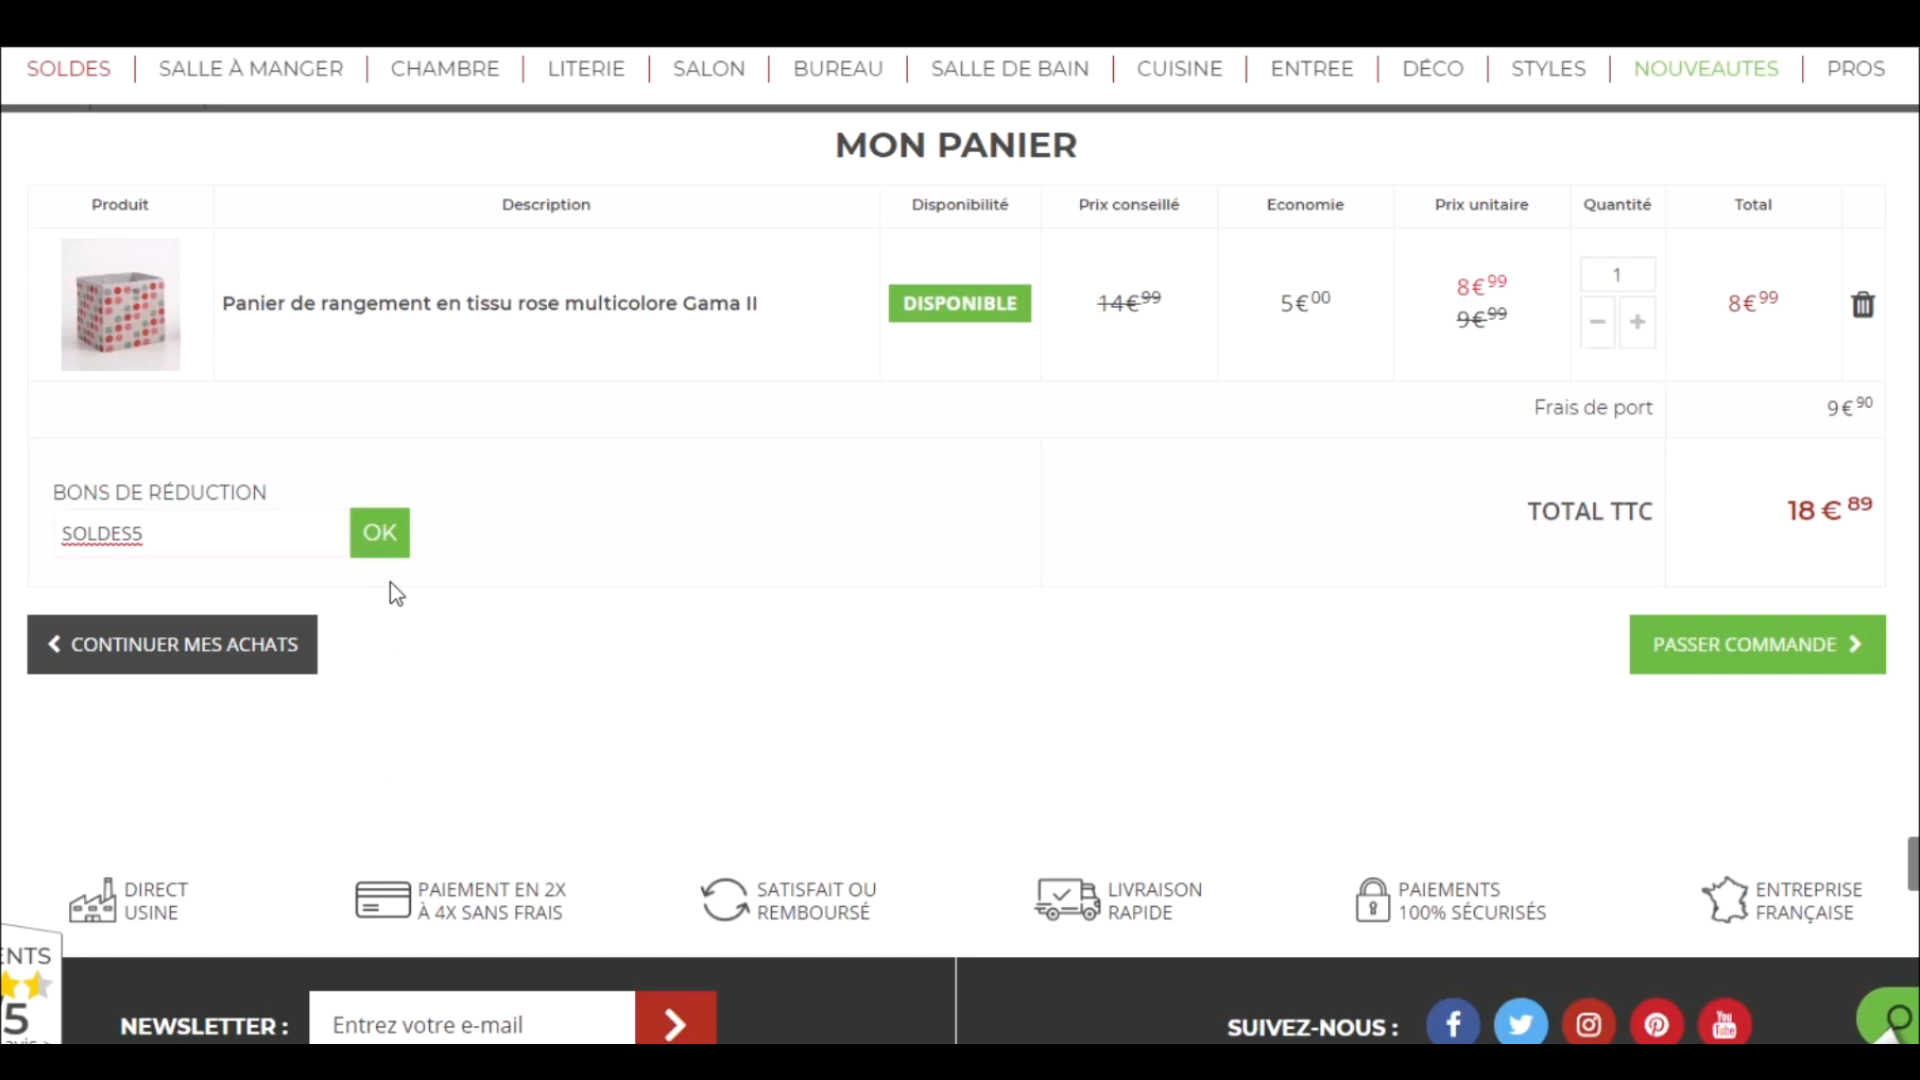 SOLDES | SALLE À MANGER | CHAMBRE | LITERIE | SALON | BUREAU | SALLE DE BAIN | CUISINE | ENTREE | DÉCO | STYLES | NOUVEAUTES | PROS
MON PANIER
Produit Description Disponibilité Prix conseillé Economie Prix unitaire Quantité Total
Panier de rangement en tissu rose multicolore Gama II DISPONIBLE 14€99 5€00 8€99 1 8€99
9€99
− +
Frais de port 9€90
BONS DE RÉDUCTION
SOLDES5 OK
TOTAL TTC 18€89
CONTINUER MES ACHATS
PASSER COMMANDE
DIRECT
USINE
PAIEMENT EN 2X
À 4X SANS FRAIS
SATISFAIT OU
REMBOURSÉ
LIVRAISON
RAPIDE
PAIEMENTS
100% SÉCURISÉS
ENTREPRISE
FRANÇAISE
ENTS
5
NEWSLETTER : Entrez votre e-mail
SUIVEZ-NOUS :
You
Tube